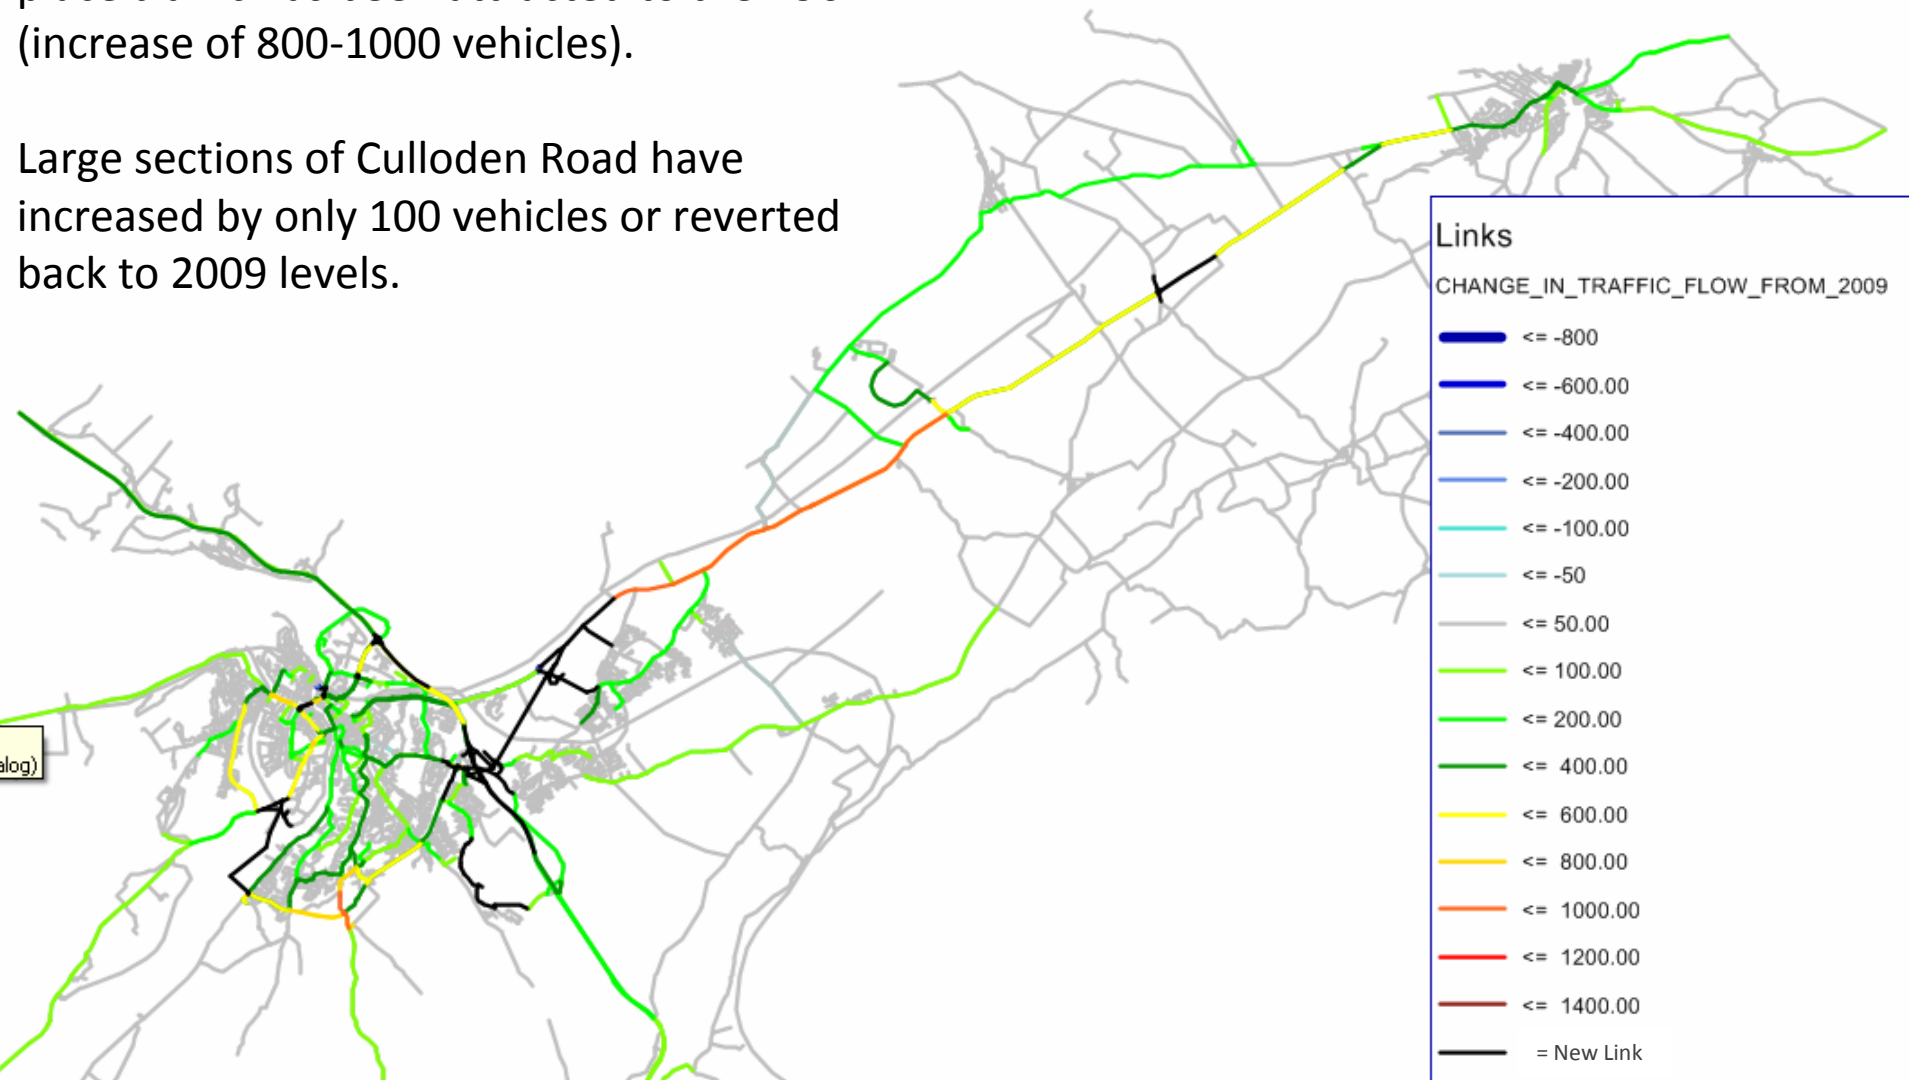 (increase of 800-1000 vehicles).
Large sections of Culloden Road have
increased by only 100 vehicles or reverted
back to 2009 levels.
Links
CHANGE_IN_TRAFFIC_FLOW_FROM_2009
<= -800
<= -600.00
<= -400.00
<= -200.00
<= -100.00
<= -50
<= 50.00
<= 100.00
<= 200.00
<= 400.00
<= 600.00
<= 800.00
<= 1000.00
<= 1200.00
<= 1400.00
= New Link
alog)